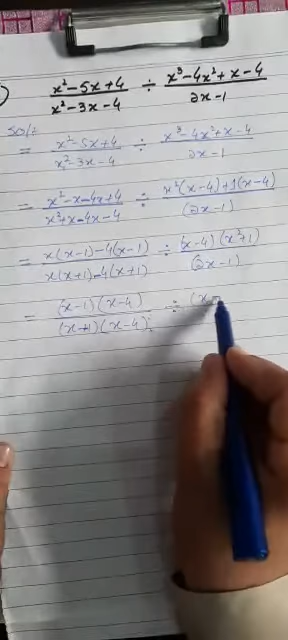 ) x²-5x+4 / x²-3x-4 ÷ x³-4x²+x-4 / 2x-1
Sol:
= x²-5x+4 / x²-3x-4 ÷ x³-4x²+x-4 / 2x-1
= x²-x-4x+4 / x²+x-4x-4 ÷ x²(x-4)+1(x-4) / (2x-1)
= x(x-1)-4(x-1) / x(x+1)-4(x+1) ÷ (x-4)(x²+1) / (2x-1)
= (x-1)(x-4) / (x+1)(x-4) ÷ (x